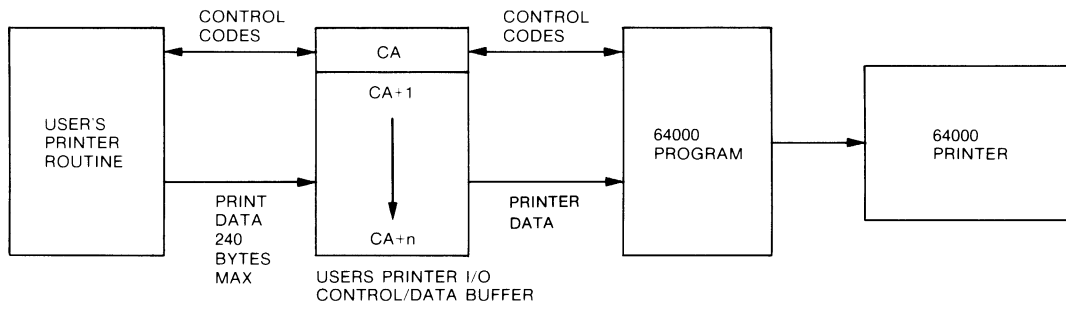 CONTROL
CODES
CONTROL
CODES
CA
CA+1
CA+n
USER'S
PRINTER
ROUTINE
64000
PROGRAM
64000
PRINTER
PRINT
DATA
240
BYTES
MAX
PRINTER
DATA
USERS PRINTER I/O
CONTROL/DATA BUFFER